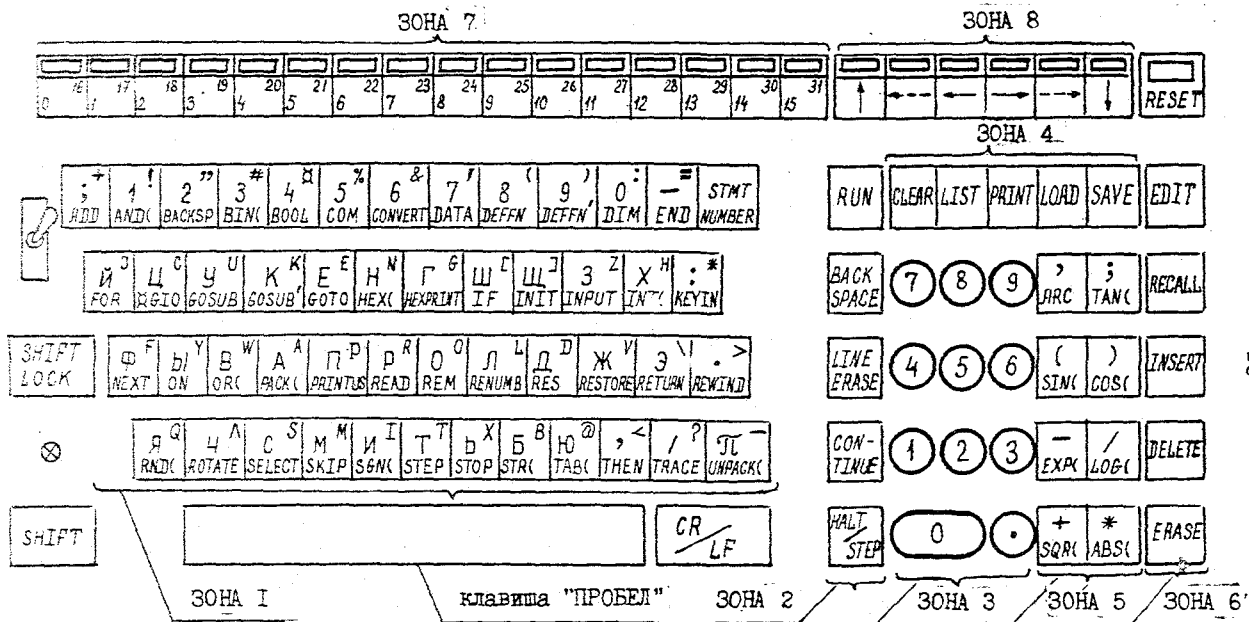 ЗОНА 7 ЗОНА 8
16 17 18 19 20 21 22 23 24 25 26 27 28 29 30 31
0 1 2 3 4 5 6 7 8 9 10 11 12 13 14 15 ↑ ← ← → → ↓ RESET
ЗОНА 4
; + 1 ! 2 " 3 # 4 ¤ 5 % 6 & 7 ' 8 ( 9 ) 0 : — = STMT RUN CLEAR LIST PRINT LOAD SAVE EDIT
ADD AND( BACKSP BIN( BOOL COM CONVERT DATA DEFFN DEFFN' DIM END NUMBER
Й J Ц C У U К K Е E Н N Г G Ш [ Щ ] З Z Х H : * BACK 7 8 9 , ; RECALL
FOR ¤GIO GOSUB GOSUB' GOTO HEX( HEXPRINT IF INIT INPUT INT( KEYIN SPACE ARC TAN(
SHIFT Ф F Ы Y В W А A П P Р R О O Л L Д D Ж V Э \ . > LINE 4 5 6 ( ) INSERT
LOCK NEXT ON OR( PACK( PRINTUS READ REM RENUMB RES RESTORE RETURN REWIND ERASE SIN( COS(
Я Q Ч Λ С S М M И I Т T Ь X Б B Ю @ , < / ? π — CON- 1 2 3 — / DELETE
RND( ROTATE SELECT SKIP SGN( STEP STOP STR( TAB( THEN TRACE UNPACK( TINUE EXP( LOG(
SHIFT CR/LF HALT/STEP 0 · + * ERASE
SQR( ABS(
ЗОНА I клавиша "ПРОБЕЛ" ЗОНА 2 ЗОНА 3 ЗОНА 5 ЗОНА 6